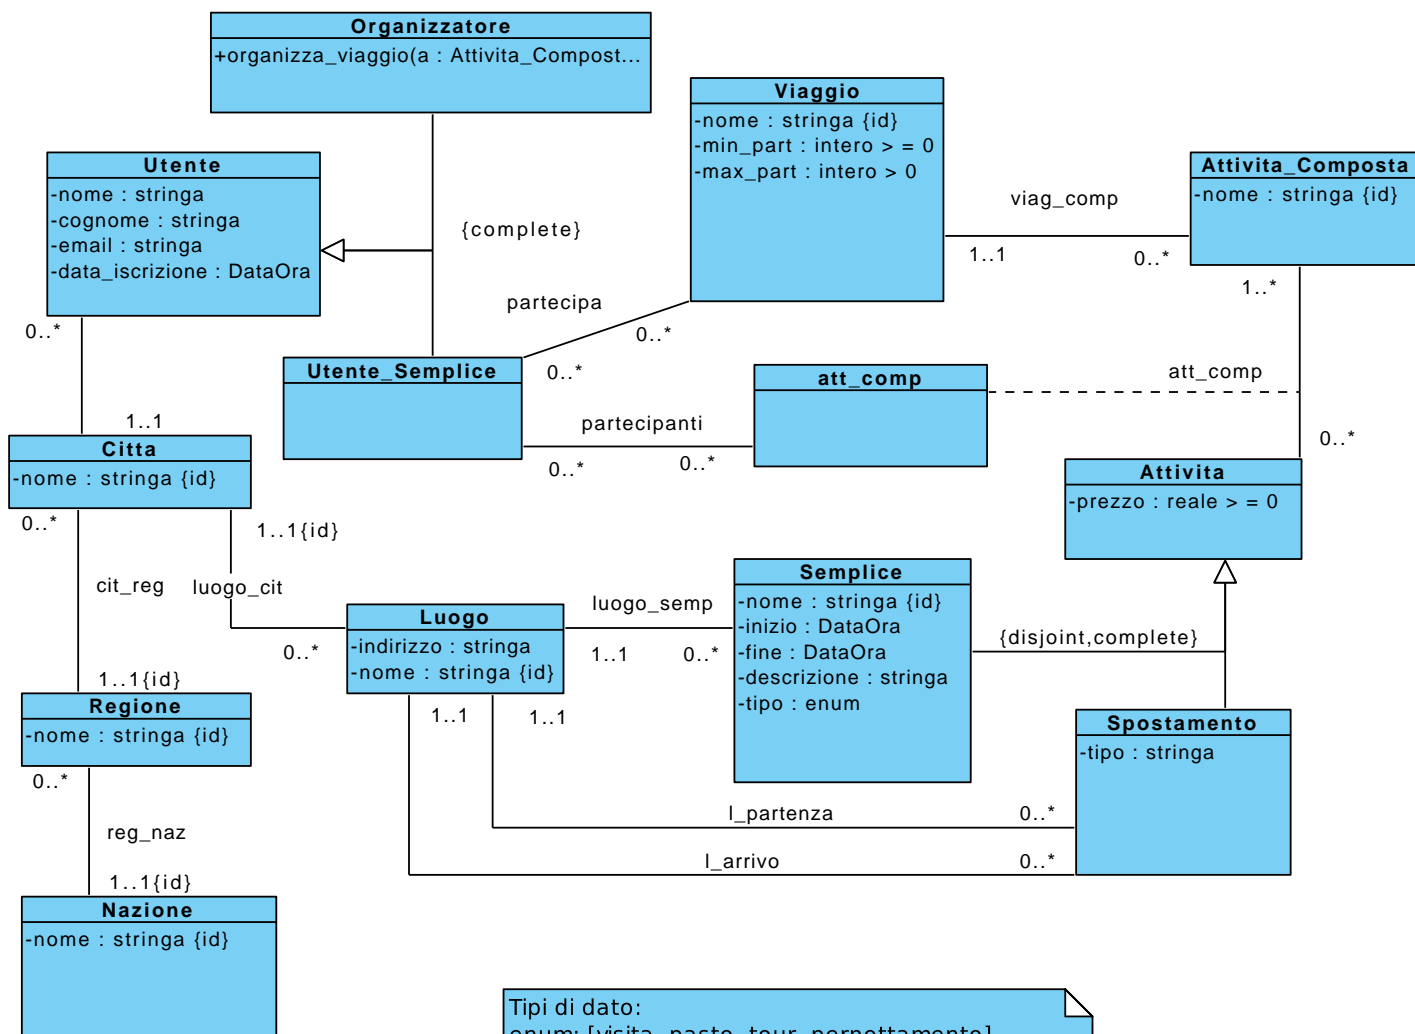 Organizzatore
+organizza_viaggio(a : Attivita_Compost...
Viaggio
-nome : stringa {id}
-min_part : intero > = 0
-max_part : intero > 0
Utente
-nome : stringa
-cognome : stringa
-email : stringa
-data_iscrizione : DataOra
Attivita_Composta
-nome : stringa {id}
viag_comp
1..1
0..*
{complete}
partecipa
0..*
0..*
0..*
1..1
1..*
Utente_Semplice
att_comp
att_comp
partecipanti
0..*
0..*
0..*
Citta
-nome : stringa {id}
0..*
1..1{id}
Attivita
-prezzo : reale > = 0
cit_reg
luogo_cit
0..*
1..1{id}
Luogo
-indirizzo : stringa
-nome : stringa {id}
luogo_semp
1..1
0..*
Semplice
-nome : stringa {id}
-inizio : DataOra
-fine : DataOra
-descrizione : stringa
-tipo : enum
{disjoint,complete}
Regione
-nome : stringa {id}
0..*
1..1
1..1
Spostamento
-tipo : stringa
l_partenza
0..*
l_arrivo
0..*
reg_naz
1..1{id}
Nazione
-nome : stringa {id}
Tipi di dato:
enum: [visita, pasto, tour, pernottamento]